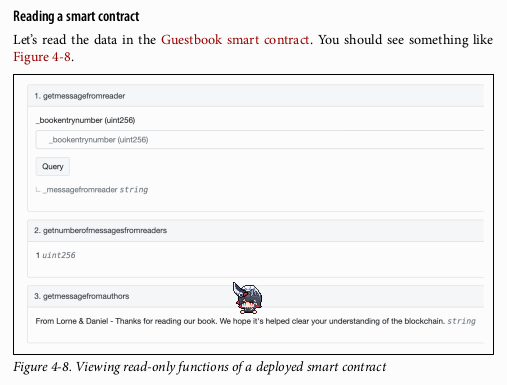 Reading a smart contract
Let's read the data in the Guestbook smart contract. You should see something like
Figure 4-8.
1. getmessagefromreader
_bookentrynumber (uint256)
_bookentrynumber (uint256)
Query
_messagefromreader string
2. getnumberofmessagesfromreaders
1 uint256
3. getmessagefromauthors
From Lorne & Daniel - Thanks for reading our book. We hope it's helped clear your understanding of the blockchain. string
Figure 4-8. Viewing read-only functions of a deployed smart contract